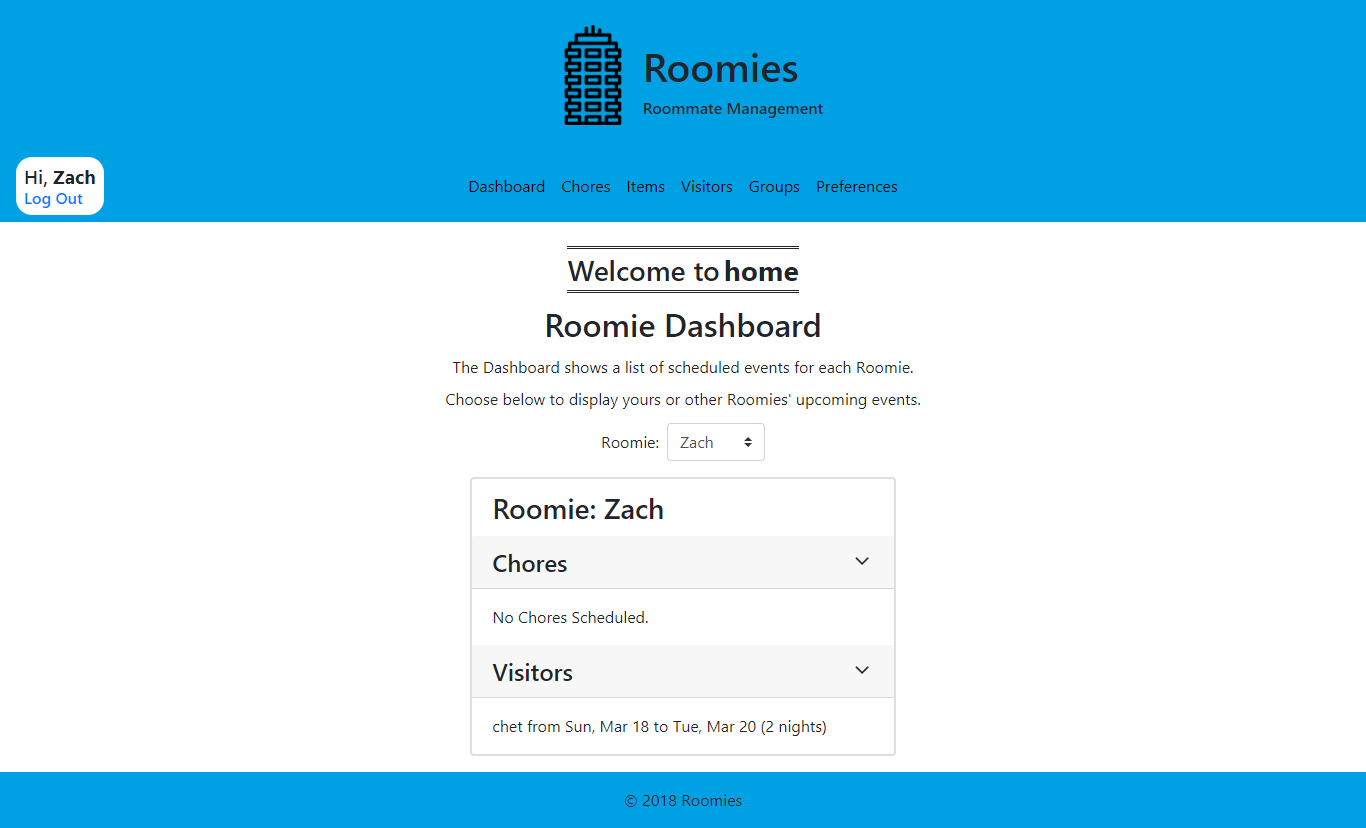 Roomies
Roommate Management
Hi, Zach
Log Out
Dashboard Chores Items Visitors Groups Preferences
Welcome to home
Roomie Dashboard
The Dashboard shows a list of scheduled events for each Roomie.
Choose below to display yours or other Roomies' upcoming events.
Roomie: Zach
Roomie: Zach
Chores
No Chores Scheduled.
Visitors
chet from Sun, Mar 18 to Tue, Mar 20 (2 nights)
© 2018 Roomies